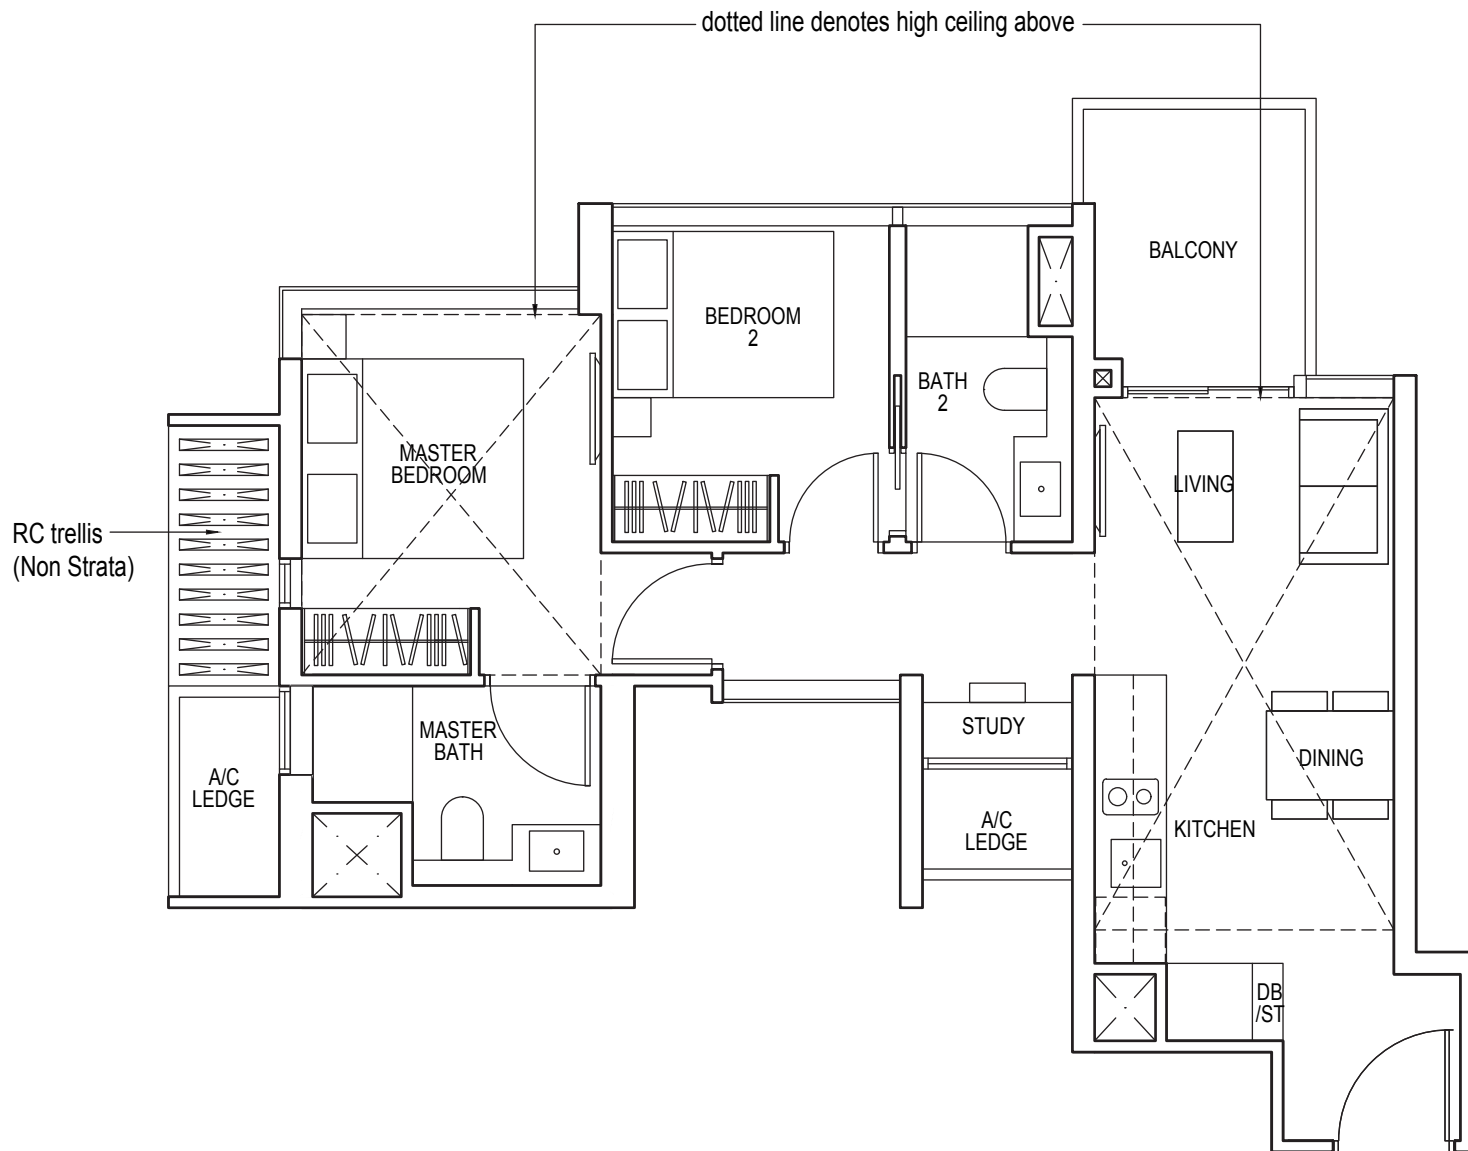 dotted line denotes high ceiling above
BALCONY
BEDROOM
2
BATH
2
MASTER
BEDROOM
LIVING
RC trellis
(Non Strata)
MASTER
BATH
STUDY
DINING
A/C
LEDGE
A/C
LEDGE
KITCHEN
DB
/ST